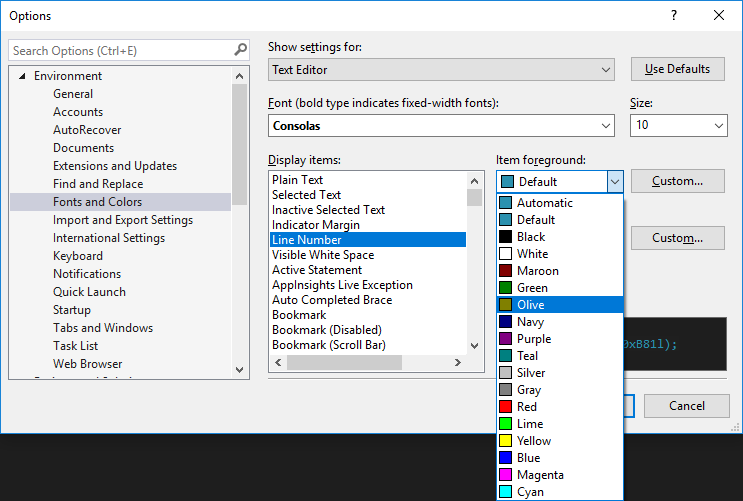 Options
?
Search Options (Ctrl+E)
Environment
General
Accounts
AutoRecover
Documents
Extensions and Updates
Find and Replace
Fonts and Colors
Import and Export Settings
International Settings
Keyboard
Notifications
Quick Launch
Startup
Tabs and Windows
Task List
Web Browser
Show settings for:
Text Editor
Use Defaults
Font (bold type indicates fixed-width fonts):
Size:
Consolas
10
Display items:
Plain Text
Selected Text
Inactive Selected Text
Indicator Margin
Line Number
Visible White Space
Active Statement
AppInsights Live Exception
Auto Completed Brace
Bookmark
Bookmark (Disabled)
Bookmark (Scroll Bar)
Item foreground:
Default
Custom...
Automatic
Default
Black
White
Maroon
Green
Olive
Navy
Purple
Teal
Silver
Gray
Red
Lime
Yellow
Blue
Magenta
Cyan
Custom...
0xB81l);
Cancel